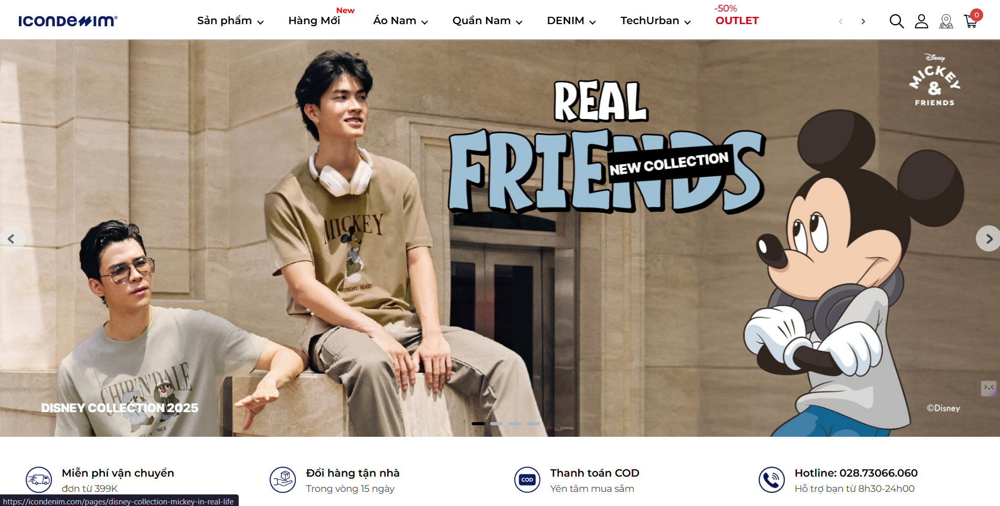 ICONDENIM®
Sản phẩm
New
Hàng Mới
Áo Nam
Quần Nam
DENIM
TechUrban
-50%
OUTLET
0
Disney
MICKEY
&
FRIENDS
REAL
FRIENDS
NEW COLLECTION
MICKEY
CURRENT MOOD
CHIP'N'DALE
NICE
DISNEY COLLECTION 2025
©Disney
Miễn phí vận chuyển
đơn từ 399K
Đổi hàng tận nhà
Trong vòng 15 ngày
COD
Thanh toán COD
Yên tâm mua sắm
Hotline: 028.73066.060
Hỗ trợ bạn từ 8h30-24h00
https://icondenim.com/pages/disney-collection-mickey-in-real-life